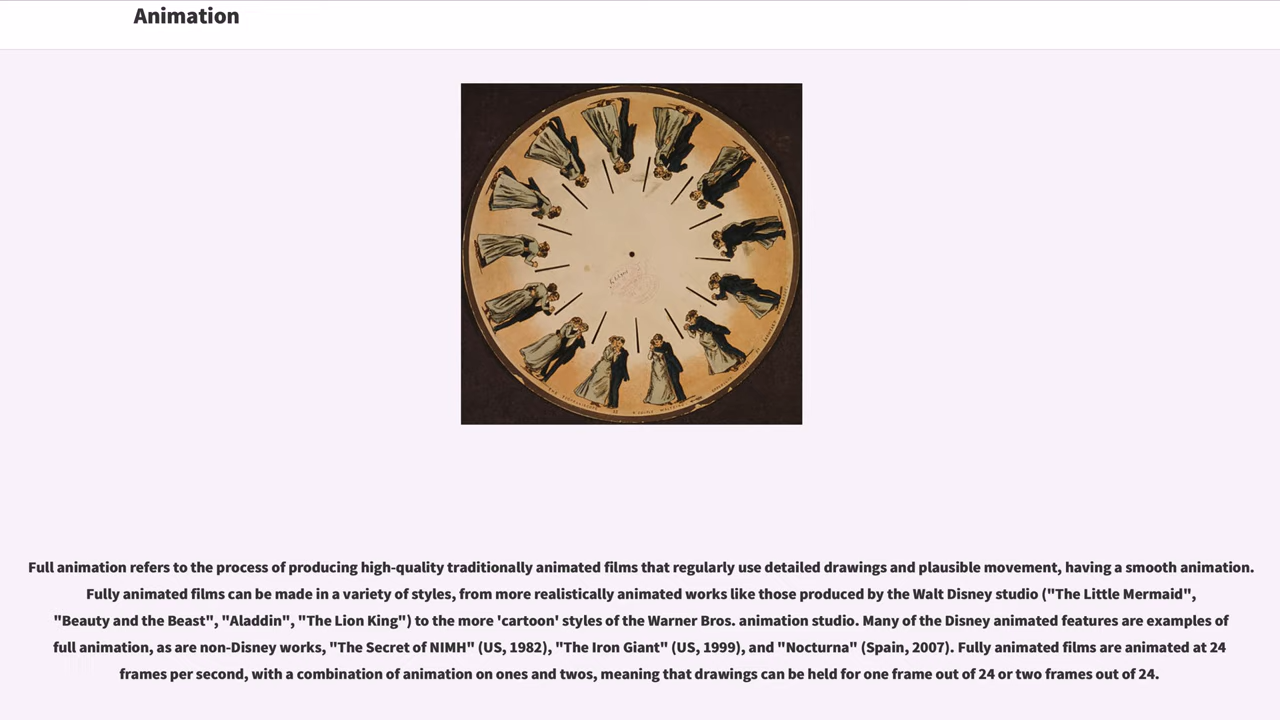 Animation
Full animation refers to the process of producing high-quality traditionally animated films that regularly use detailed drawings and plausible movement, having a smooth animation.
Fully animated films can be made in a variety of styles, from more realistically animated works like those produced by the Walt Disney studio ("The Little Mermaid",
"Beauty and the Beast", "Aladdin", "The Lion King") to the more 'cartoon' styles of the Warner Bros. animation studio. Many of the Disney animated features are examples of
full animation, as are non-Disney works, "The Secret of NIMH" (US, 1982), "The Iron Giant" (US, 1999), and "Nocturna" (Spain, 2007). Fully animated films are animated at 24
frames per second, with a combination of animation on ones and twos, meaning that drawings can be held for one frame out of 24 or two frames out of 24.